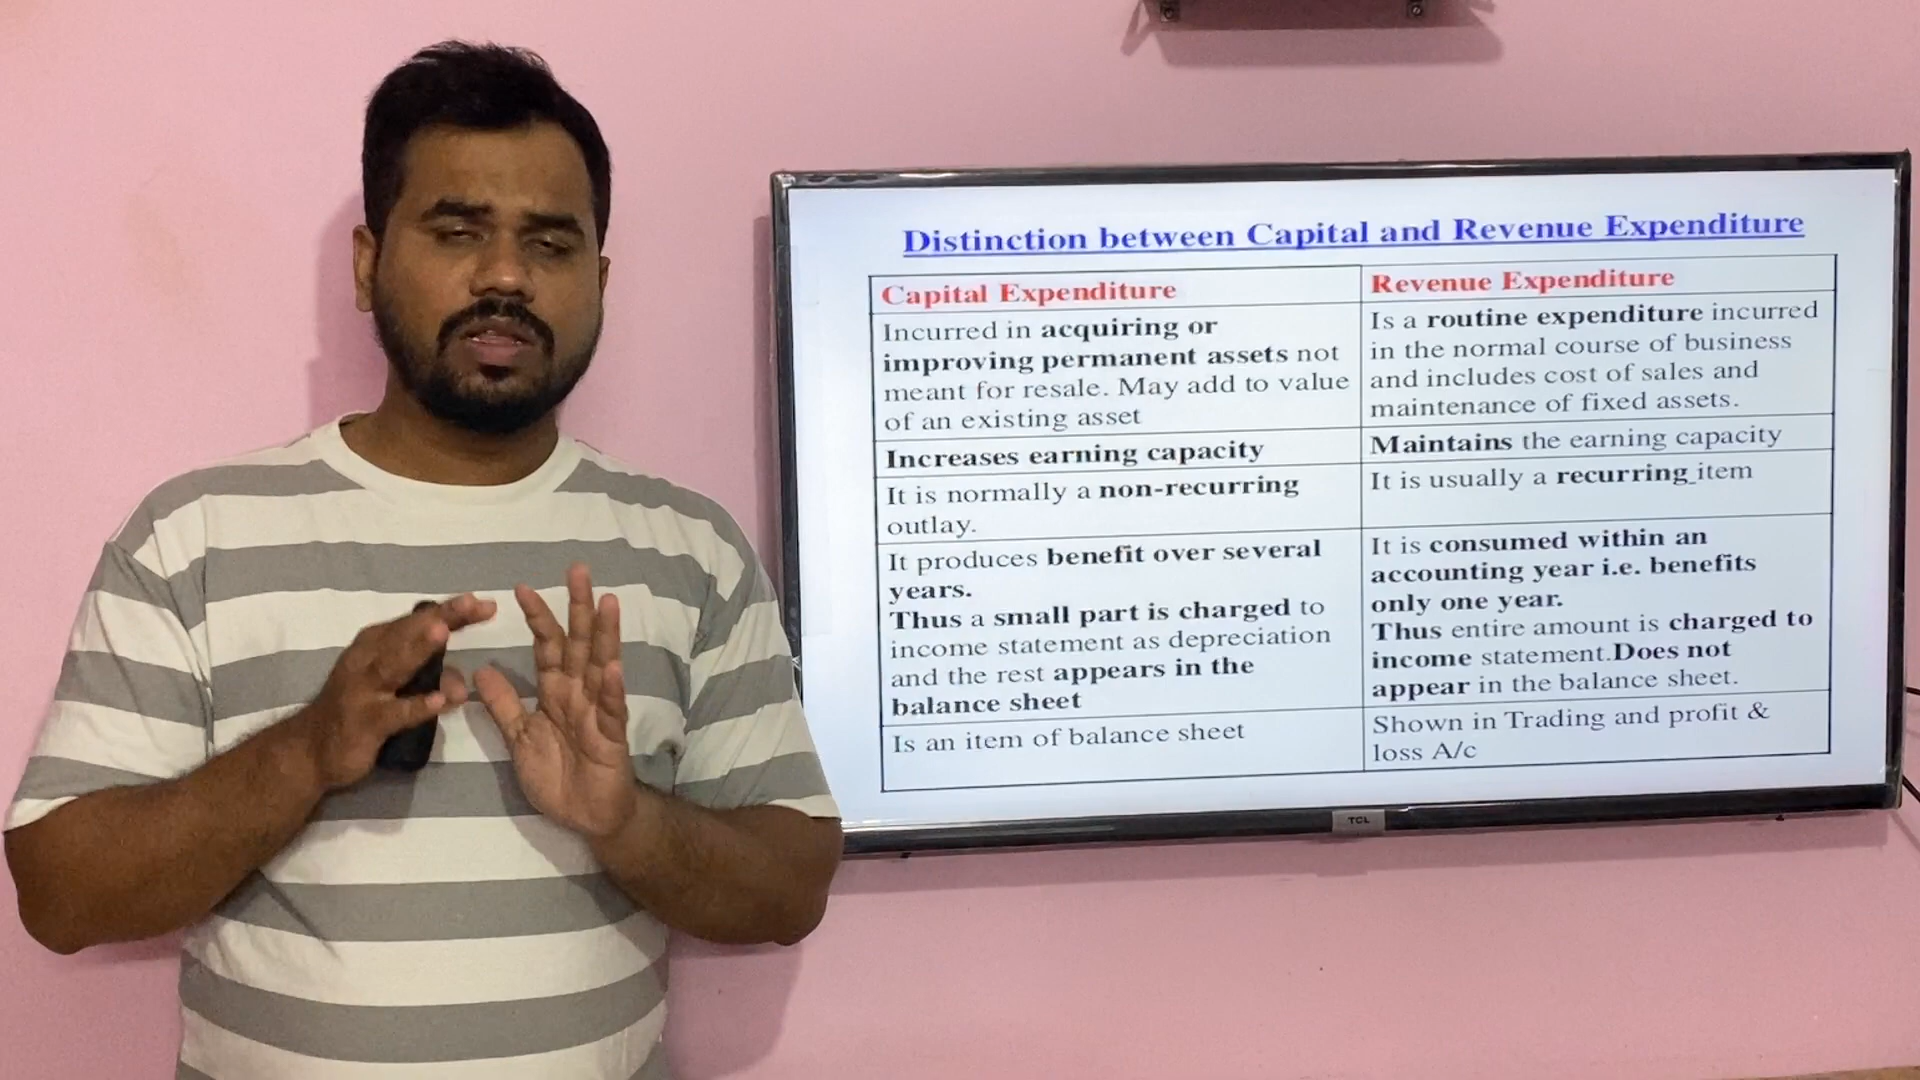 Distinction between Capital and Revenue Expenditure
Capital Expenditure
Revenue Expenditure
Incurred in acquiring or
improving permanent assets not
meant for resale. May add to value
of an existing asset
Is a routine expenditure incurred
in the normal course of business
and includes cost of sales and
maintenance of fixed assets.
Increases earning capacity
Maintains the earning capacity
It is normally a non-recurring
outlay.
It is usually a recurring item
It produces benefit over several
years.
Thus a small part is charged to
income statement as depreciation
and the rest appears in the
balance sheet
It is consumed within an
accounting year i.e. benefits
only one year.
Thus entire amount is charged to
income statement.Does not
appear in the balance sheet.
Is an item of balance sheet
Shown in Trading and profit &
loss A/c
TCL